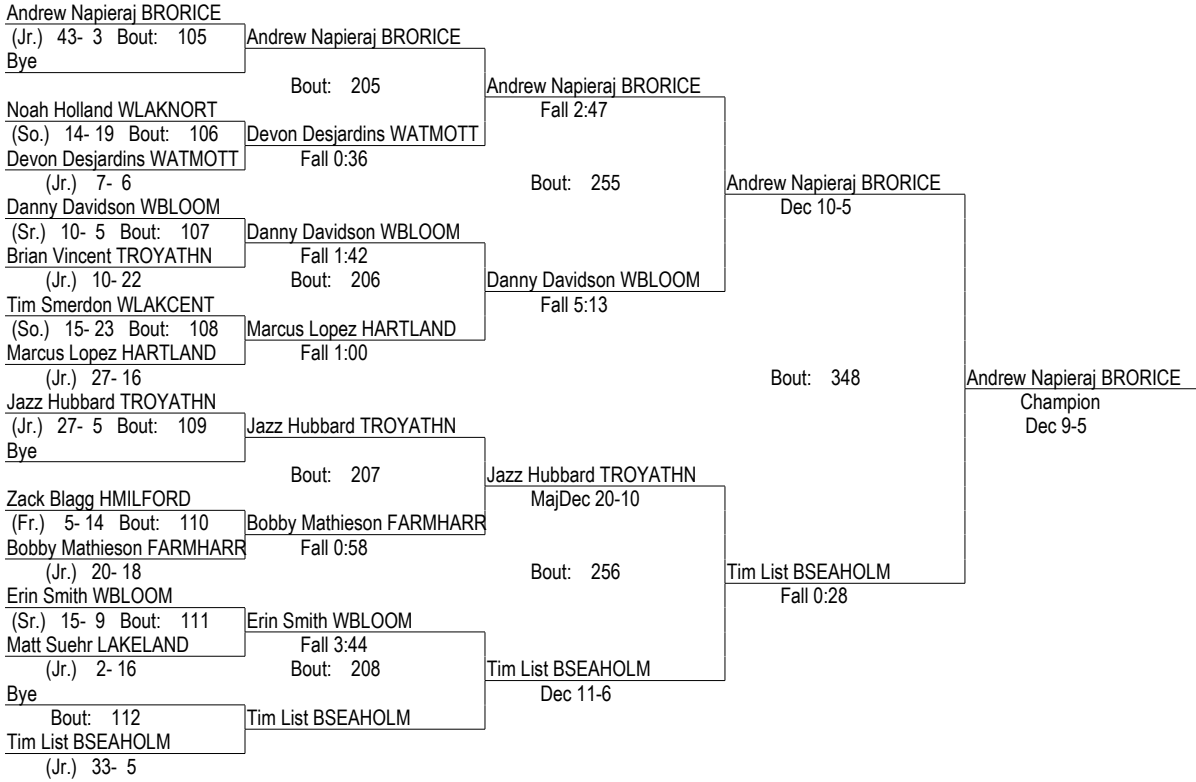 Andrew Napieraj BRORICE
(Jr.) 43- 3 Bout: 105
Bye
Andrew Napieraj BRORICE
Bout: 205
Noah Holland WLAKNORT
(So.) 14- 19 Bout: 106
Devon Desjardins WATMOTT
(Jr.) 7- 6
Devon Desjardins WATMOTT
Fall 0:36
Andrew Napieraj BRORICE
Fall 2:47
Bout: 255
Danny Davidson WBLOOM
(Sr.) 10- 5 Bout: 107
Brian Vincent TROYATHN
(Jr.) 10- 22
Danny Davidson WBLOOM
Fall 1:42
Bout: 206
Tim Smerdon WLAKCENT
(So.) 15- 23 Bout: 108
Marcus Lopez HARTLAND
(Jr.) 27- 16
Marcus Lopez HARTLAND
Fall 1:00
Danny Davidson WBLOOM
Fall 5:13
Andrew Napieraj BRORICE
Dec 10-5
Bout: 348
Jazz Hubbard TROYATHN
(Jr.) 27- 5 Bout: 109
Bye
Jazz Hubbard TROYATHN
Bout: 207
Zack Blagg HMILFORD
(Fr.) 5- 14 Bout: 110
Bobby Mathieson FARMHARR
(Jr.) 20- 18
Bobby Mathieson FARMHARR
Fall 0:58
Jazz Hubbard TROYATHN
MajDec 20-10
Bout: 256
Erin Smith WBLOOM
(Sr.) 15- 9 Bout: 111
Matt Suehr LAKELAND
(Jr.) 2- 16
Erin Smith WBLOOM
Fall 3:44
Bout: 208
Bye
Bout: 112
Tim List BSEAHOLM
(Jr.) 33- 5
Tim List BSEAHOLM
Tim List BSEAHOLM
Dec 11-6
Tim List BSEAHOLM
Fall 0:28
Andrew Napieraj BRORICE
Champion
Dec 9-5